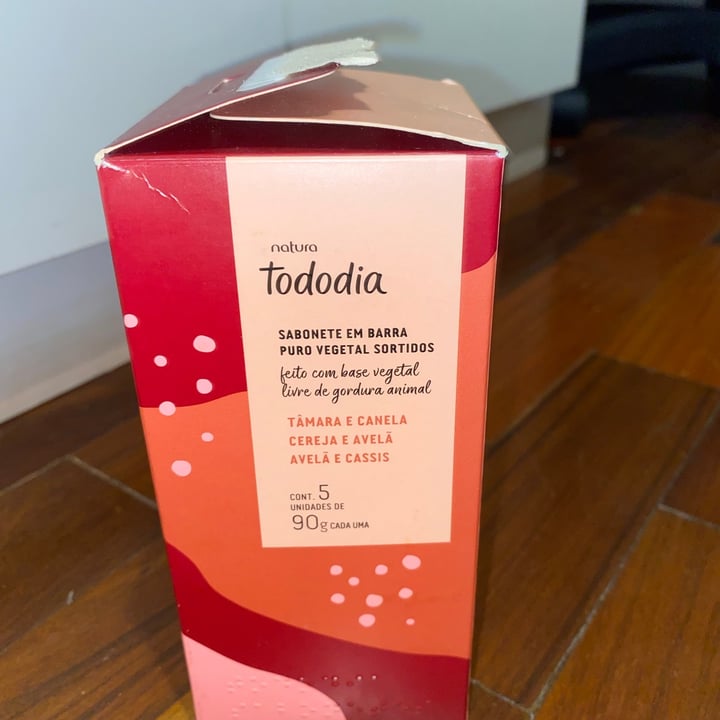 natura
Tododia
SABONETE EM BARRA
PURO VEGETAL SORTIDOS
feito com base vegetal
livre de gordura animal
TÂMARA E CANELA
CEREJA E AVELÃ
AVELÃ E CASSIS
CONT. 5
UNIDADES DE
90g CADA UMA